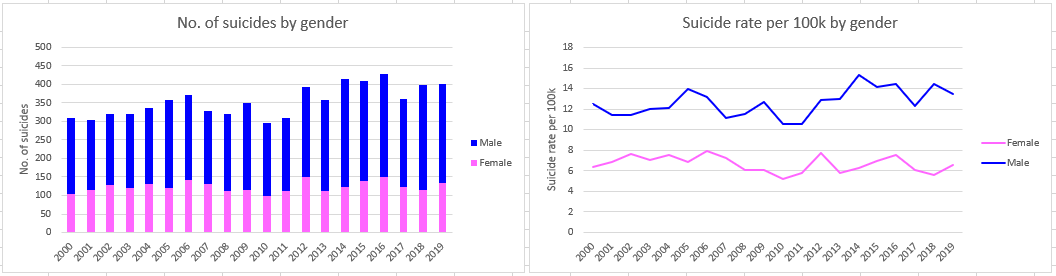 No. of suicides by gender
No. of suicides
500
450
400
350
300
250
200
150
100
50
0
2000 2001 2002 2003 2004 2005 2006 2007 2008 2009 2010 2011 2012 2013 2014 2015 2016 2017 2018 2019
Male
Female
Suicide rate per 100k by gender
Suicide rate per 100k
18
16
14
12
10
8
6
4
2
0
2000 2001 2002 2003 2004 2005 2006 2007 2008 2009 2010 2011 2012 2013 2014 2015 2016 2017 2018 2019
Female
Male